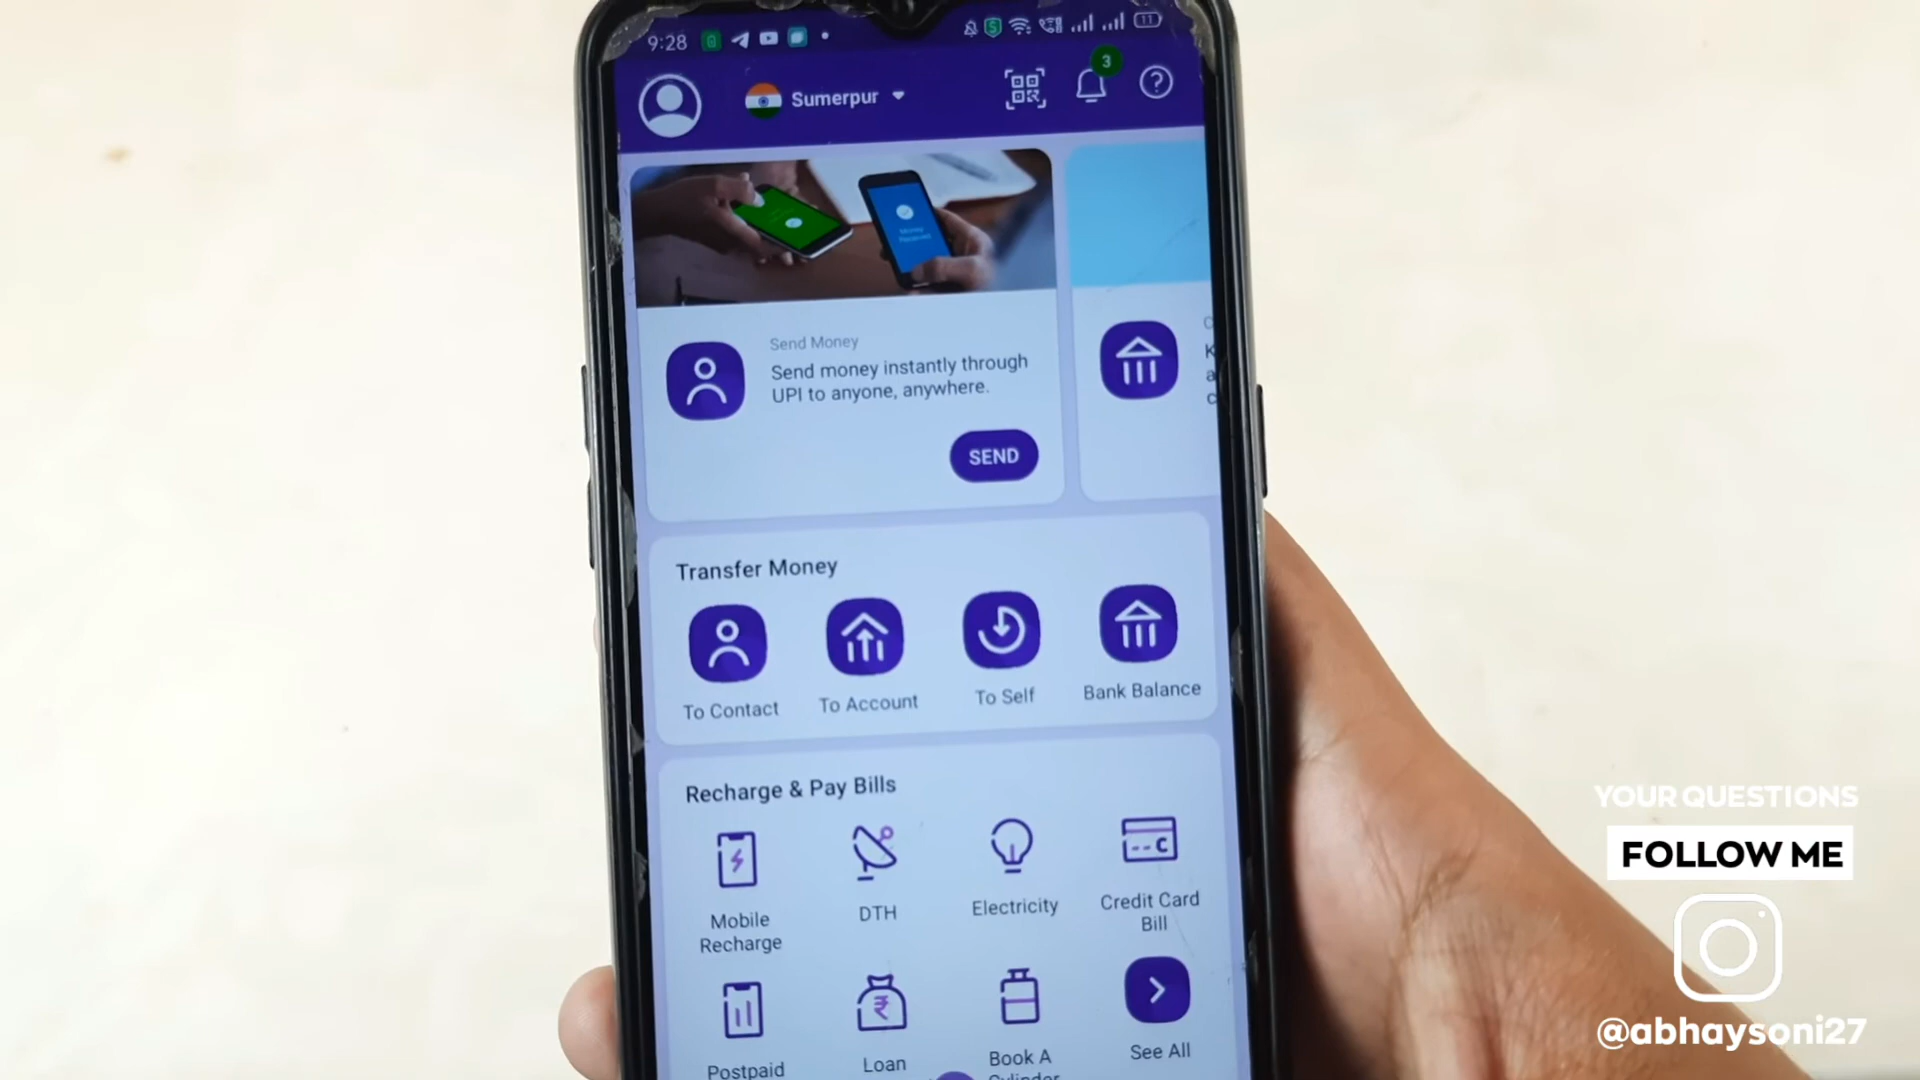 9:28
11
3
Sumerpur
Send Money
Send money instantly through
UPI to anyone, anywhere.
SEND
Transfer Money
To Contact
To Account
To Self
Bank Balance
Recharge & Pay Bills
Mobile
Recharge
DTH
Electricity
Credit Card
Bill
Postpaid
Loan
Book A
Cylinder
See All
YOUR QUESTIONS
FOLLOW ME
@abhaysoni27